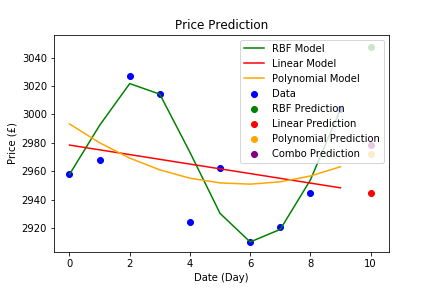 Price Prediction
Price (£)
3040
3020
3000
2980
2960
2940
2920
0
2
4
6
8
10
Date (Day)
RBF Model
Linear Model
Polynomial Model
Data
RBF Prediction
Linear Prediction
Polynomial Prediction
Combo Prediction